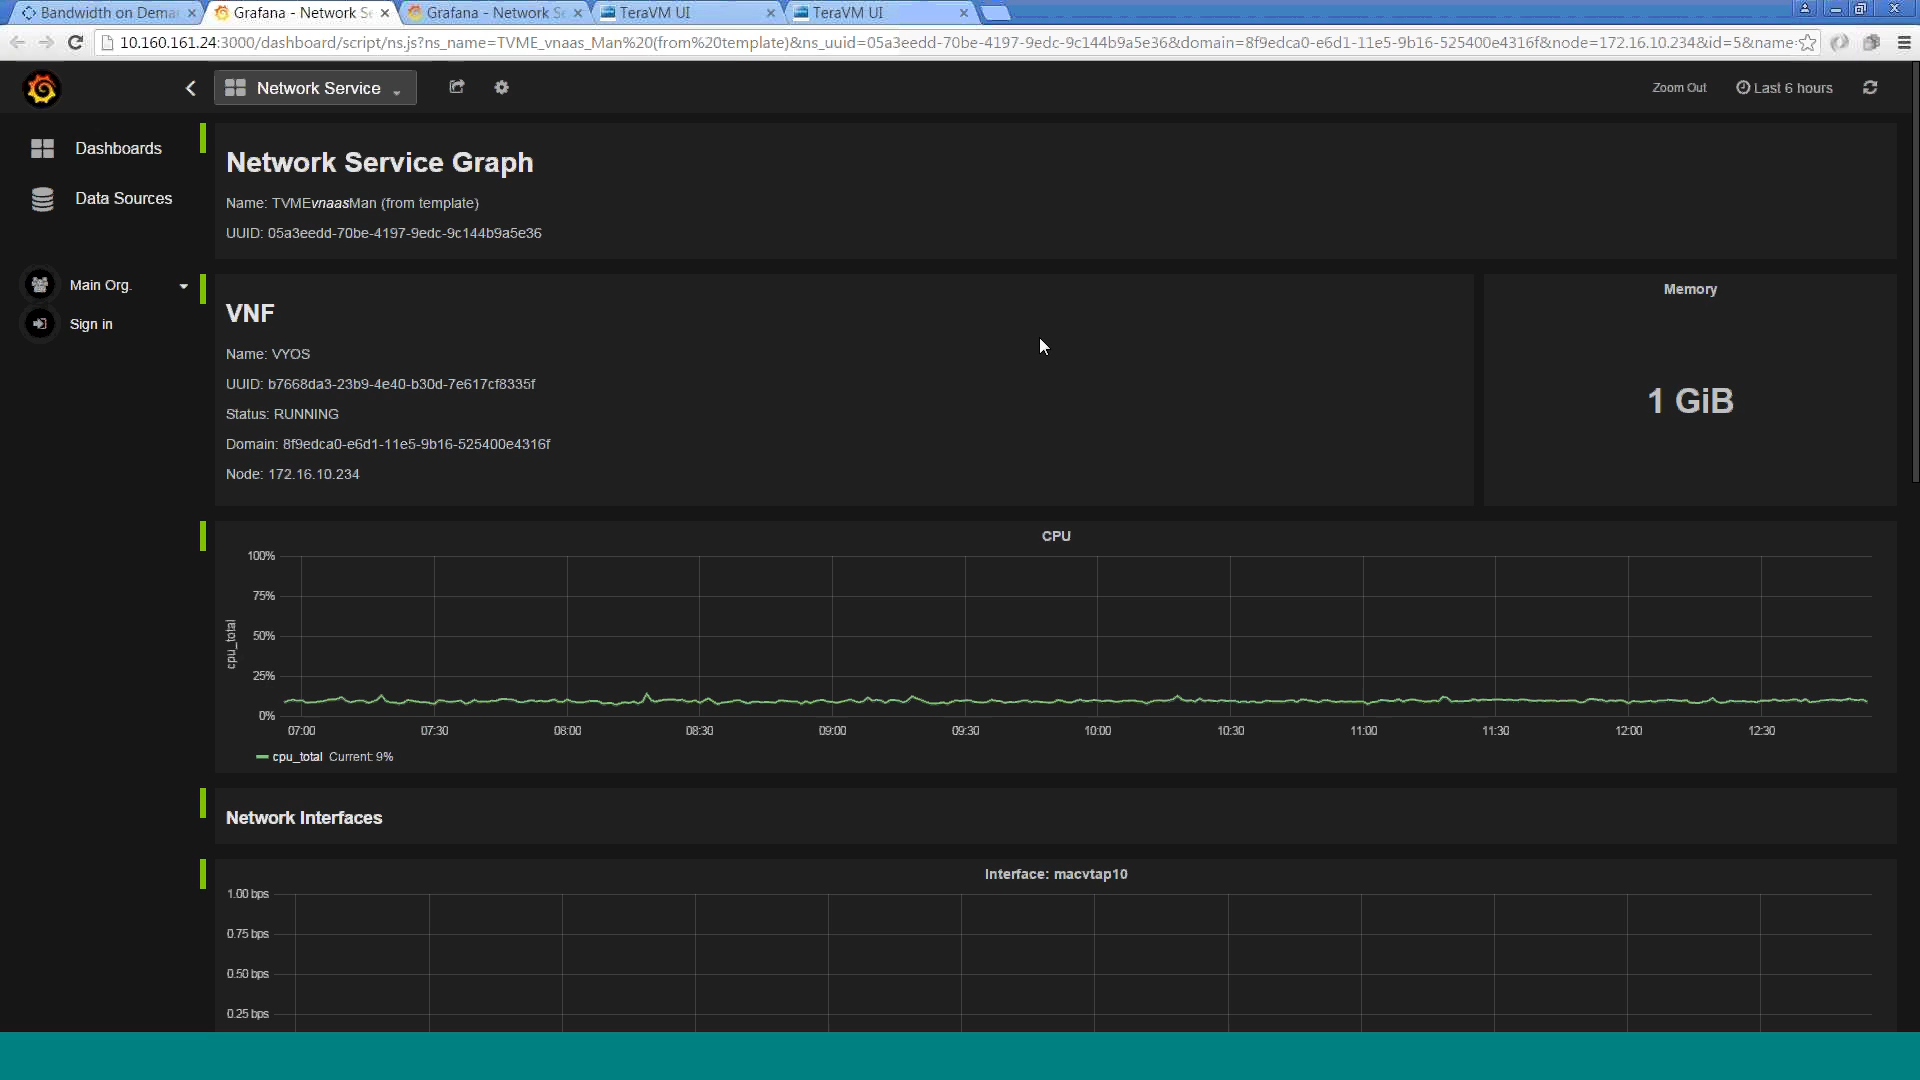 Bandwidth on Dema
Grafana - Network Se
Grafana - Network Se
TeraVM UI
TeraVM UI
10.160.161.24:3000/dashboard/script/ns.js?ns_name=TVME_vnaas_Man%20(from%20template)&ns_uuid=05a3eedd-70be-4197-9edc-9c144b9a5e36&domain=8f9edca0-e6d1-11e5-9b16-525400e4316f&node=172.16.10.234&id=5&name=
Network Service
Zoom Out
Last 6 hours
Dashboards
Data Sources
Main Org.
Sign in
Network Service Graph
Name: TVMEvnaasMan (from template)
UUID: 05a3eedd-70be-4197-9edc-9c144b9a5e36
VNF
Name: VYOS
UUID: b7668da3-23b9-4e40-b30d-7e617cf8335f
Status: RUNNING
Domain: 8f9edca0-e6d1-11e5-9b16-525400e4316f
Node: 172.16.10.234
Memory
1 GiB
CPU
cpu_total
100%
75%
50%
25%
0%
07:00 07:30 08:00 08:30 09:00 09:30 10:00 10:30 11:00 11:30 12:00 12:30
cpu_total Current: 9%
Network Interfaces
Interface: macvtap10
1.00 bps
0.75 bps
0.50 bps
0.25 bps